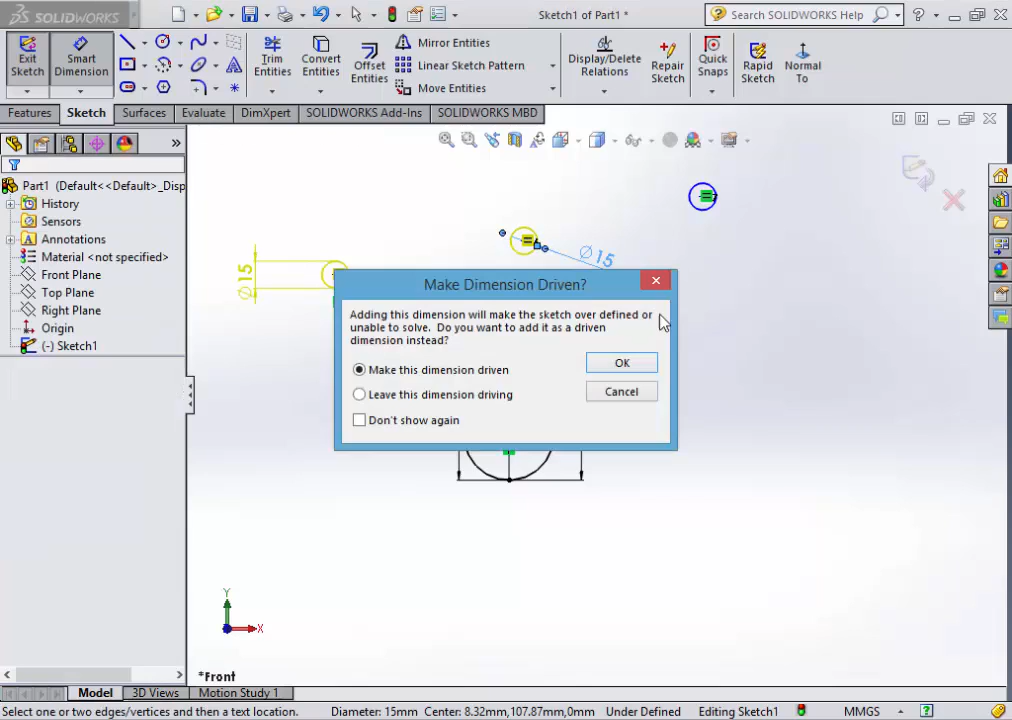 SOLIDWORKS
Sketch1 of Part1 *
Search SOLIDWORKS Help
?
Exit Sketch
Smart Dimension
Trim Entities
Convert Entities
Offset Entities
Mirror Entities
Linear Sketch Pattern
Move Entities
Display/Delete Relations
Repair Sketch
Quick Snaps
Rapid Sketch
Normal To
Features
Sketch
Surfaces
Evaluate
DimXpert
SOLIDWORKS Add-Ins
SOLIDWORKS MBD
»
Part1 (Default<<Default>_Disp
History
Sensors
Annotations
Material <not specified>
Front Plane
Top Plane
Right Plane
Origin
(-) Sketch1
Ø15
Ø15
Make Dimension Driven?
Adding this dimension will make the sketch over defined or
unable to solve. Do you want to add it as a driven
dimension instead?
Make this dimension driven
Leave this dimension driving
Don't show again
OK
Cancel
Y
X
*Front
Model
3D Views
Motion Study 1
Select one or two edges/vertices and then a text location.
Diameter: 15mm Center: 8.32mm,107.87mm,0mm
Under Defined
Editing Sketch1
MMGS
?